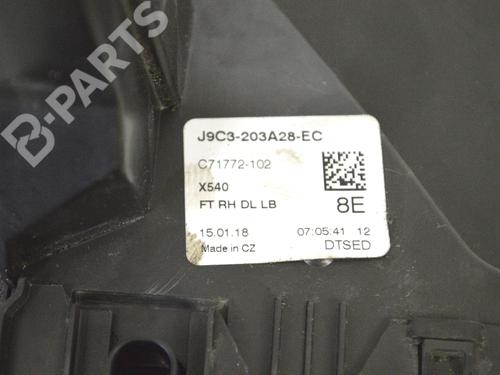 B-PARTS
J9C3-203A28-EC
C71772-102
X540
FT RH DL LB
8E
15.01.18 07:05:41 12
Made in CZ DTSED